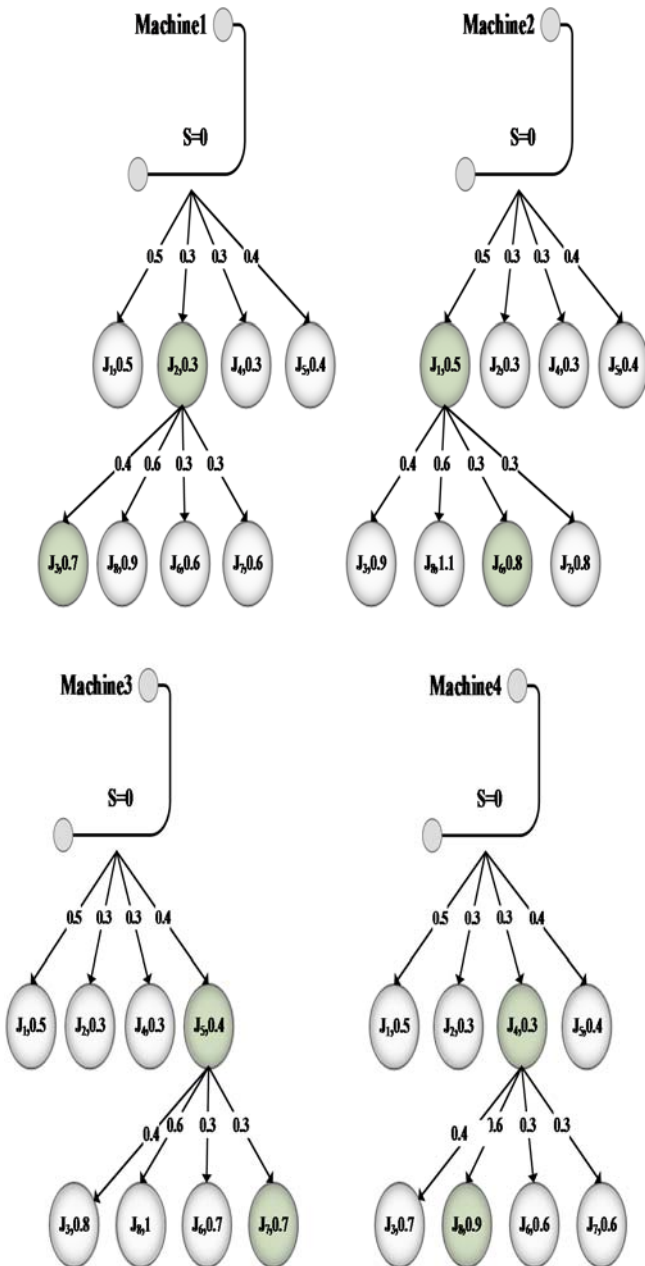 Machine1 Machine2
S=0 S=0
0.5 0.3 0.3 0.4 0.5 0.3 0.3 0.4
J1,0.5 J2,0.3 J4,0.3 J5,0.4 J1,0.5 J2,0.3 J4,0.3 J5,0.4
0.4 0.6 0.3 0.3 0.4 0.6 0.3 0.3
J3,0.7 J8,0.9 J6,0.6 J7,0.6 J3,0.9 J8,1.1 J6,0.8 J7,0.8
Machine3 Machine4
S=0 S=0
0.5 0.3 0.3 0.4 0.5 0.3 0.3 0.4
J1,0.5 J2,0.3 J4,0.3 J5,0.4 J1,0.5 J2,0.3 J4,0.3 J5,0.4
0.4 0.6 0.3 0.3 0.4 0.6 0.3 0.3
J3,0.8 J8,1 J6,0.7 J7,0.7 J3,0.7 J8,0.9 J6,0.6 J7,0.6